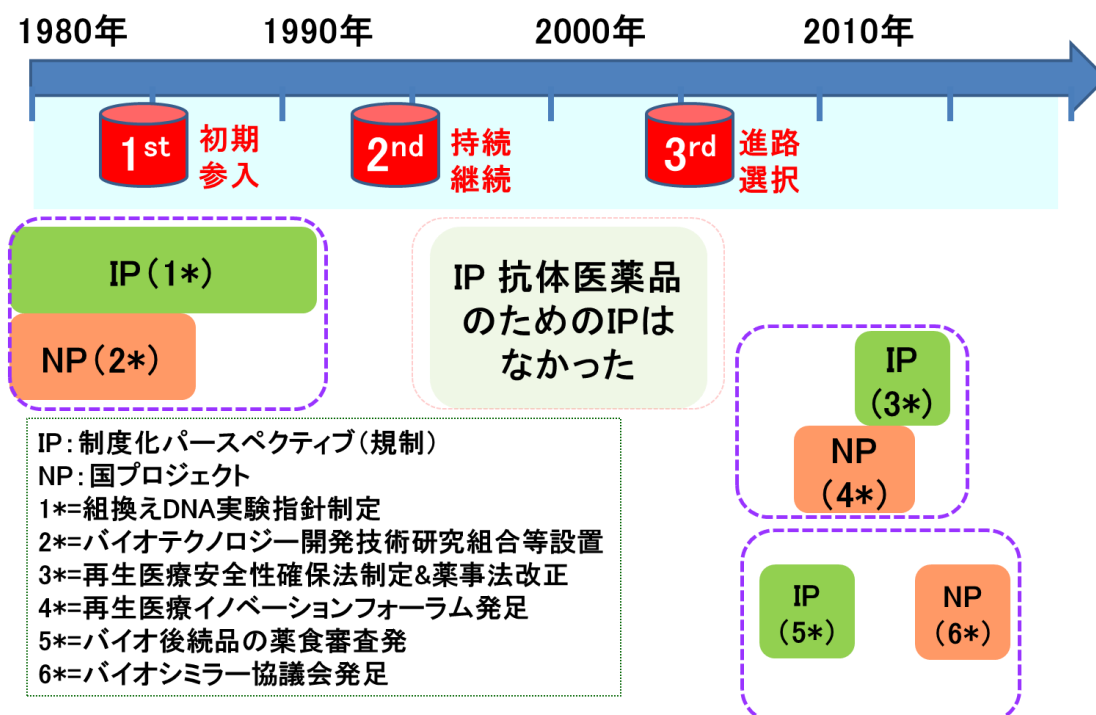 1980年 1990年 2000年 2010年
1st 初期
参入
2nd 持続
継続
3rd 進路
選択
IP(1*)
NP(2*)
IP 抗体医薬品
のためのIPは
なかった
IP
(3*)
NP
(4*)
IP
(5*)
NP
(6*)
IP:制度化パースペクティブ(規制)
NP:国プロジェクト
1*=組換えDNA実験指針制定
2*=バイオテクノロジー開発技術研究組合等設置
3*=再生医療安全性確保法制定&薬事法改正
4*=再生医療イノベーションフォーラム発足
5*=バイオ後続品の薬食審査発
6*=バイオシミラー協議会発足